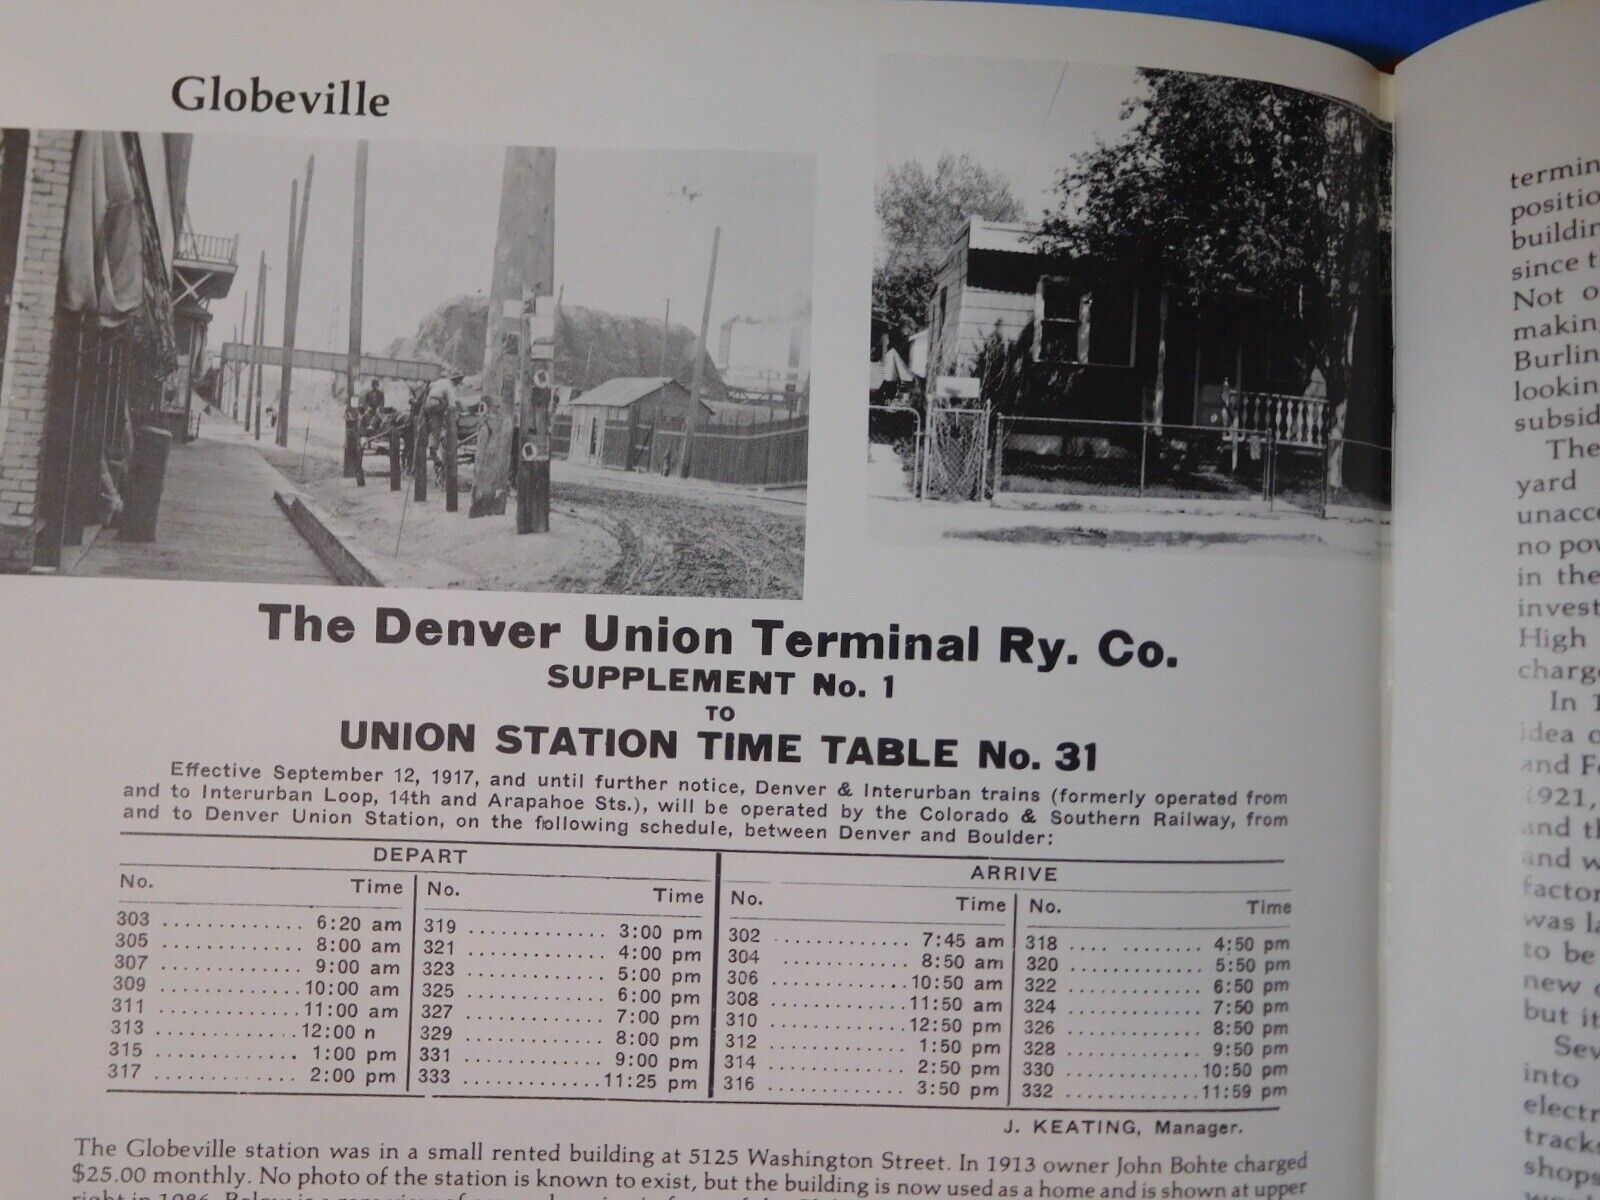 Globeville
The Denver Union Terminal Ry. Co.
SUPPLEMENT No. 1
TO
UNION STATION TIME TABLE No. 31
Effective September 12, 1917, and until further notice, Denver & Interurban trains (formerly operated from
and to Interurban Loop, 14th and Arapahoe Sts.), will be operated by the Colorado & Southern Railway, from
and to Denver Union Station, on the following schedule, between Denver and Boulder:
DEPART
No. Time No. Time
303 ............. 6:20 am 319 ............. 3:00 pm
305 ............. 8:00 am 321 ............. 4:00 pm
307 ............. 9:00 am 323 ............. 5:00 pm
309 ............. 10:00 am 325 ............. 6:00 pm
311 ............. 11:00 am 327 ............. 7:00 pm
313 ............. 12:00 n 329 ............. 8:00 pm
315 ............. 1:00 pm 331 ............. 9:00 pm
317 ............. 2:00 pm 333 ............. 11:25 pm
ARRIVE
No. Time No. Time
302 ............. 7:45 am 318 .... ........ 4:50 pm
304 ............. 8:50 am 320 ............. 5:50 pm
306 ............. 10:50 am 322 ............. 6:50 pm
308 ............. 11:50 am 324 ............. 7:50 pm
310 ............. 12:50 pm 326 ............. 8:50 pm
312 ............. 1:50 pm 328 ............. 9:50 pm
314 ............. 2:50 pm 330 ............. 10:50 pm
316 ............. 3:50 pm 332 ............. 11:59 pm
J. KEATING, Manager.
The Globeville station was in a small rented building at 5125 Washington Street. In 1913 owner John Bohte charged
$25.00 monthly. No photo of the station is known to exist, but the building is now used as a home and is shown at upper
right in 1986. Below is a rare view of
termin
positio
buildin
since t
Not o
makin
Burlin
looking
subsid
The
yard
unacce
no pow
in the
invest
High
charge
In 1
idea o
and Fe
1921,
and th
and w
factor
was la
to be
new c
but it
Sev
into
electr
tracks
shops